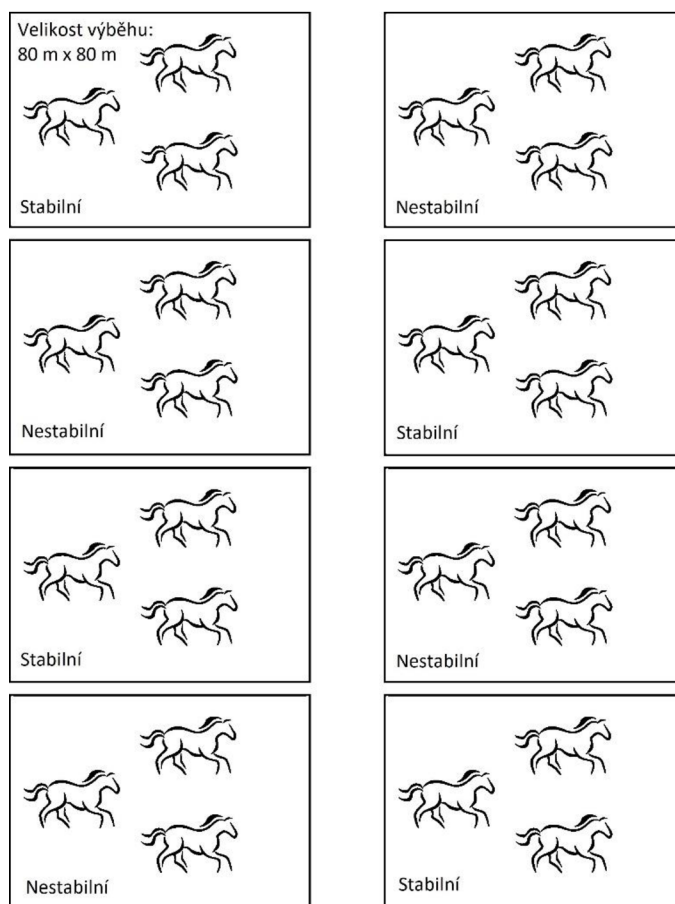 Velikost výběhu:
80 m x 80 m
Stabilní
Nestabilní
Nestabilní
Stabilní
Stabilní
Nestabilní
Nestabilní
Stabilní